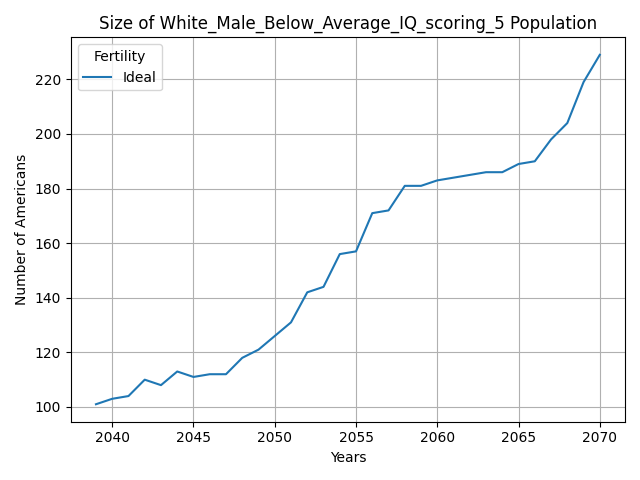 Size of White_Male_Below_Average_IQ_scoring_5 Population
Fertility
Ideal
Number of Americans
220
200
180
160
140
120
100
2040 2045 2050 2055 2060 2065 2070
Years